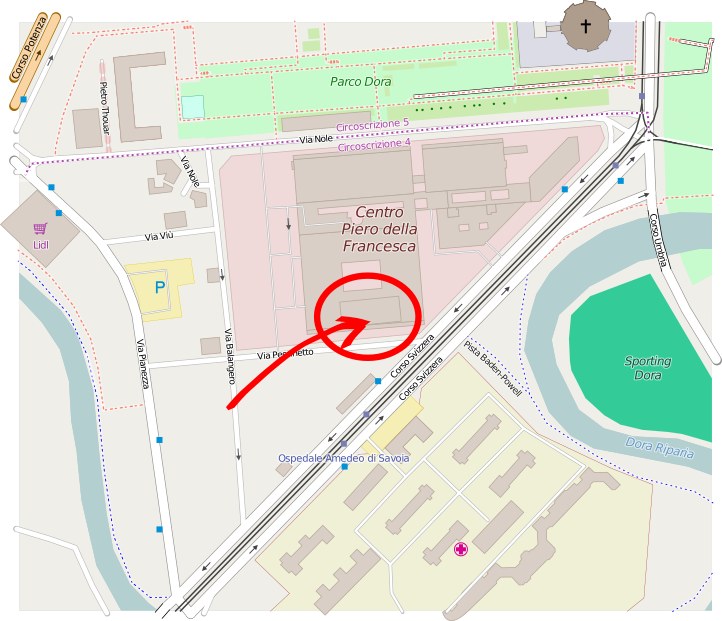 Corso Potenza
Pietro Thouar
Parco Dora
Circoscrizione 5
Via Nole
Circoscrizione 4
Via Nole
Centro
Piero della
Francesca
Lidl
Via Viù
P
Corso Umbria
Via Pianezza
Via Balangero
Corso Svizzera
Corso Svizzera
Pista Baden-Powell
Sporting
Dora
Dora Riparia
Ospedale Amedeo di Savoia